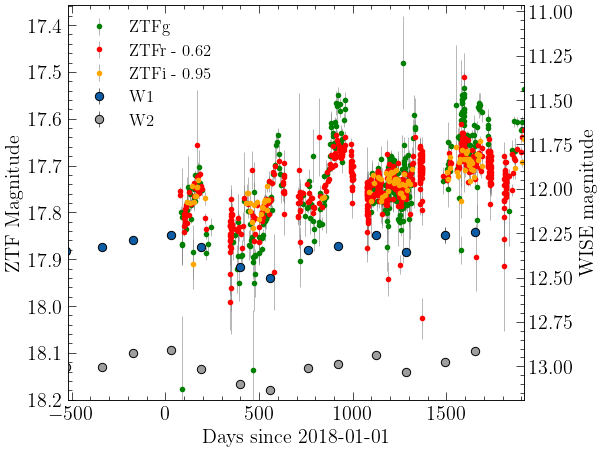 ZTFg
ZTFr - 0.62
ZTFi - 0.95
W1
W2
17.4
17.5
17.6
17.7
17.8
17.9
18.0
18.1
18.2
ZTF Magnitude
11.00
11.25
11.50
11.75
12.00
12.25
12.50
12.75
13.00
WISE magnitude
−500
0
500
1000
1500
Days since 2018-01-01